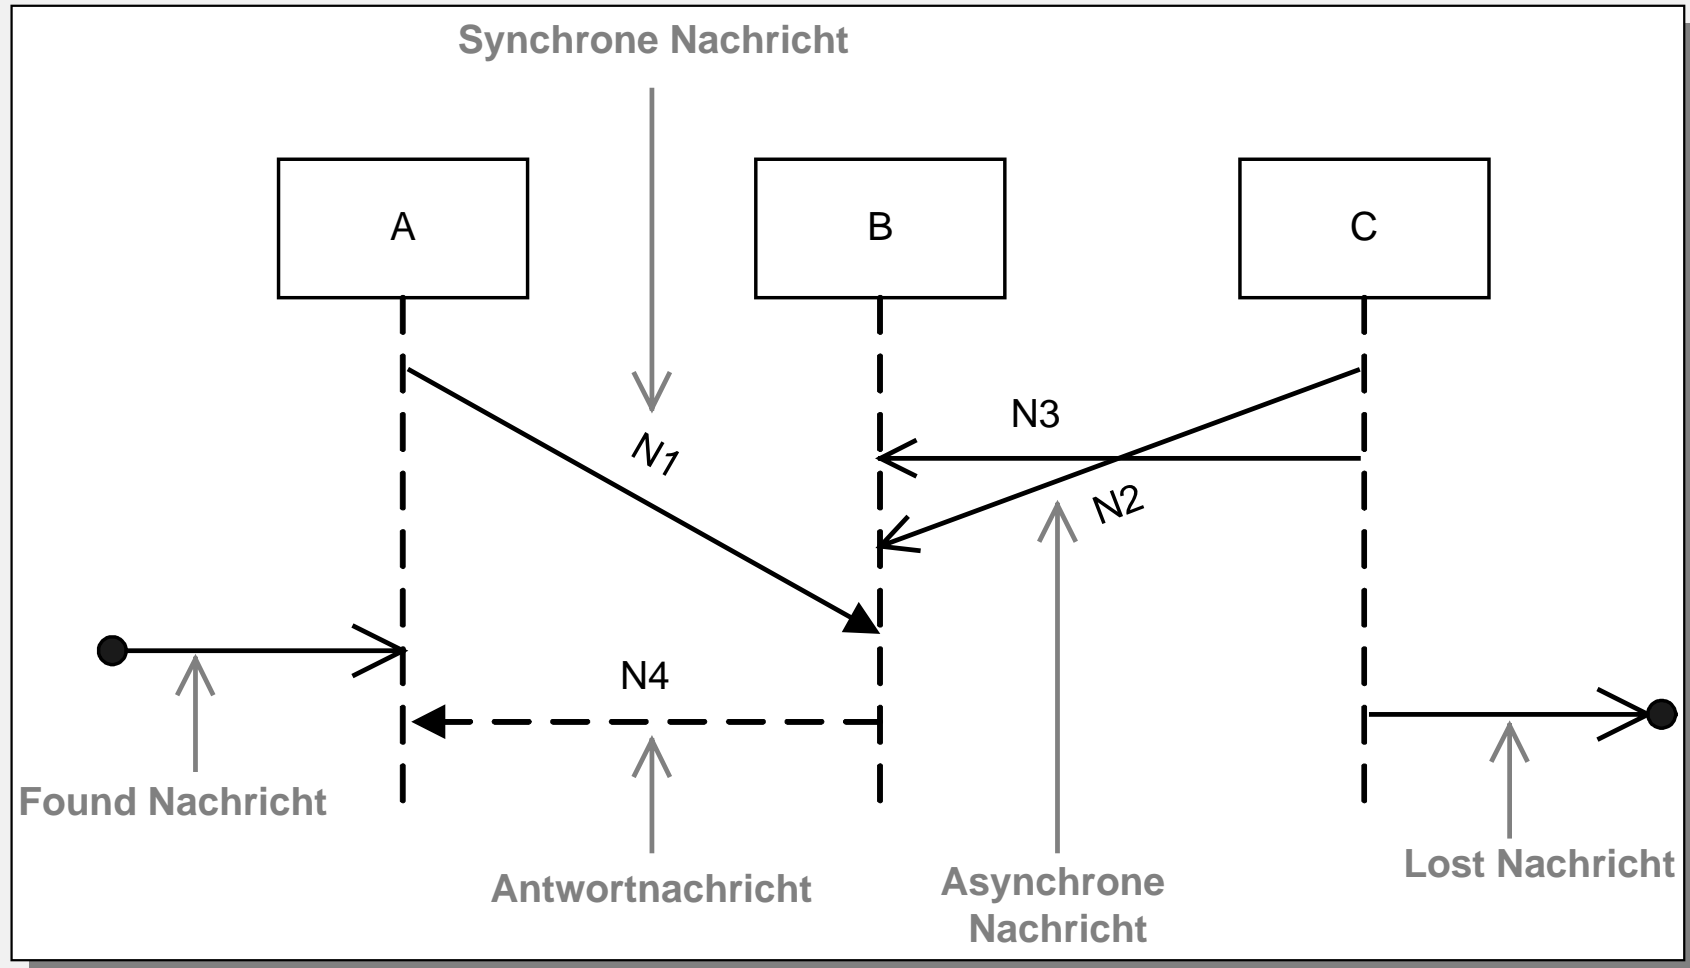 Synchrone Nachricht
A
B
C
N3
N1
N2
N4
Found Nachricht
Antwortnachricht
Asynchrone
Nachricht
Lost Nachricht